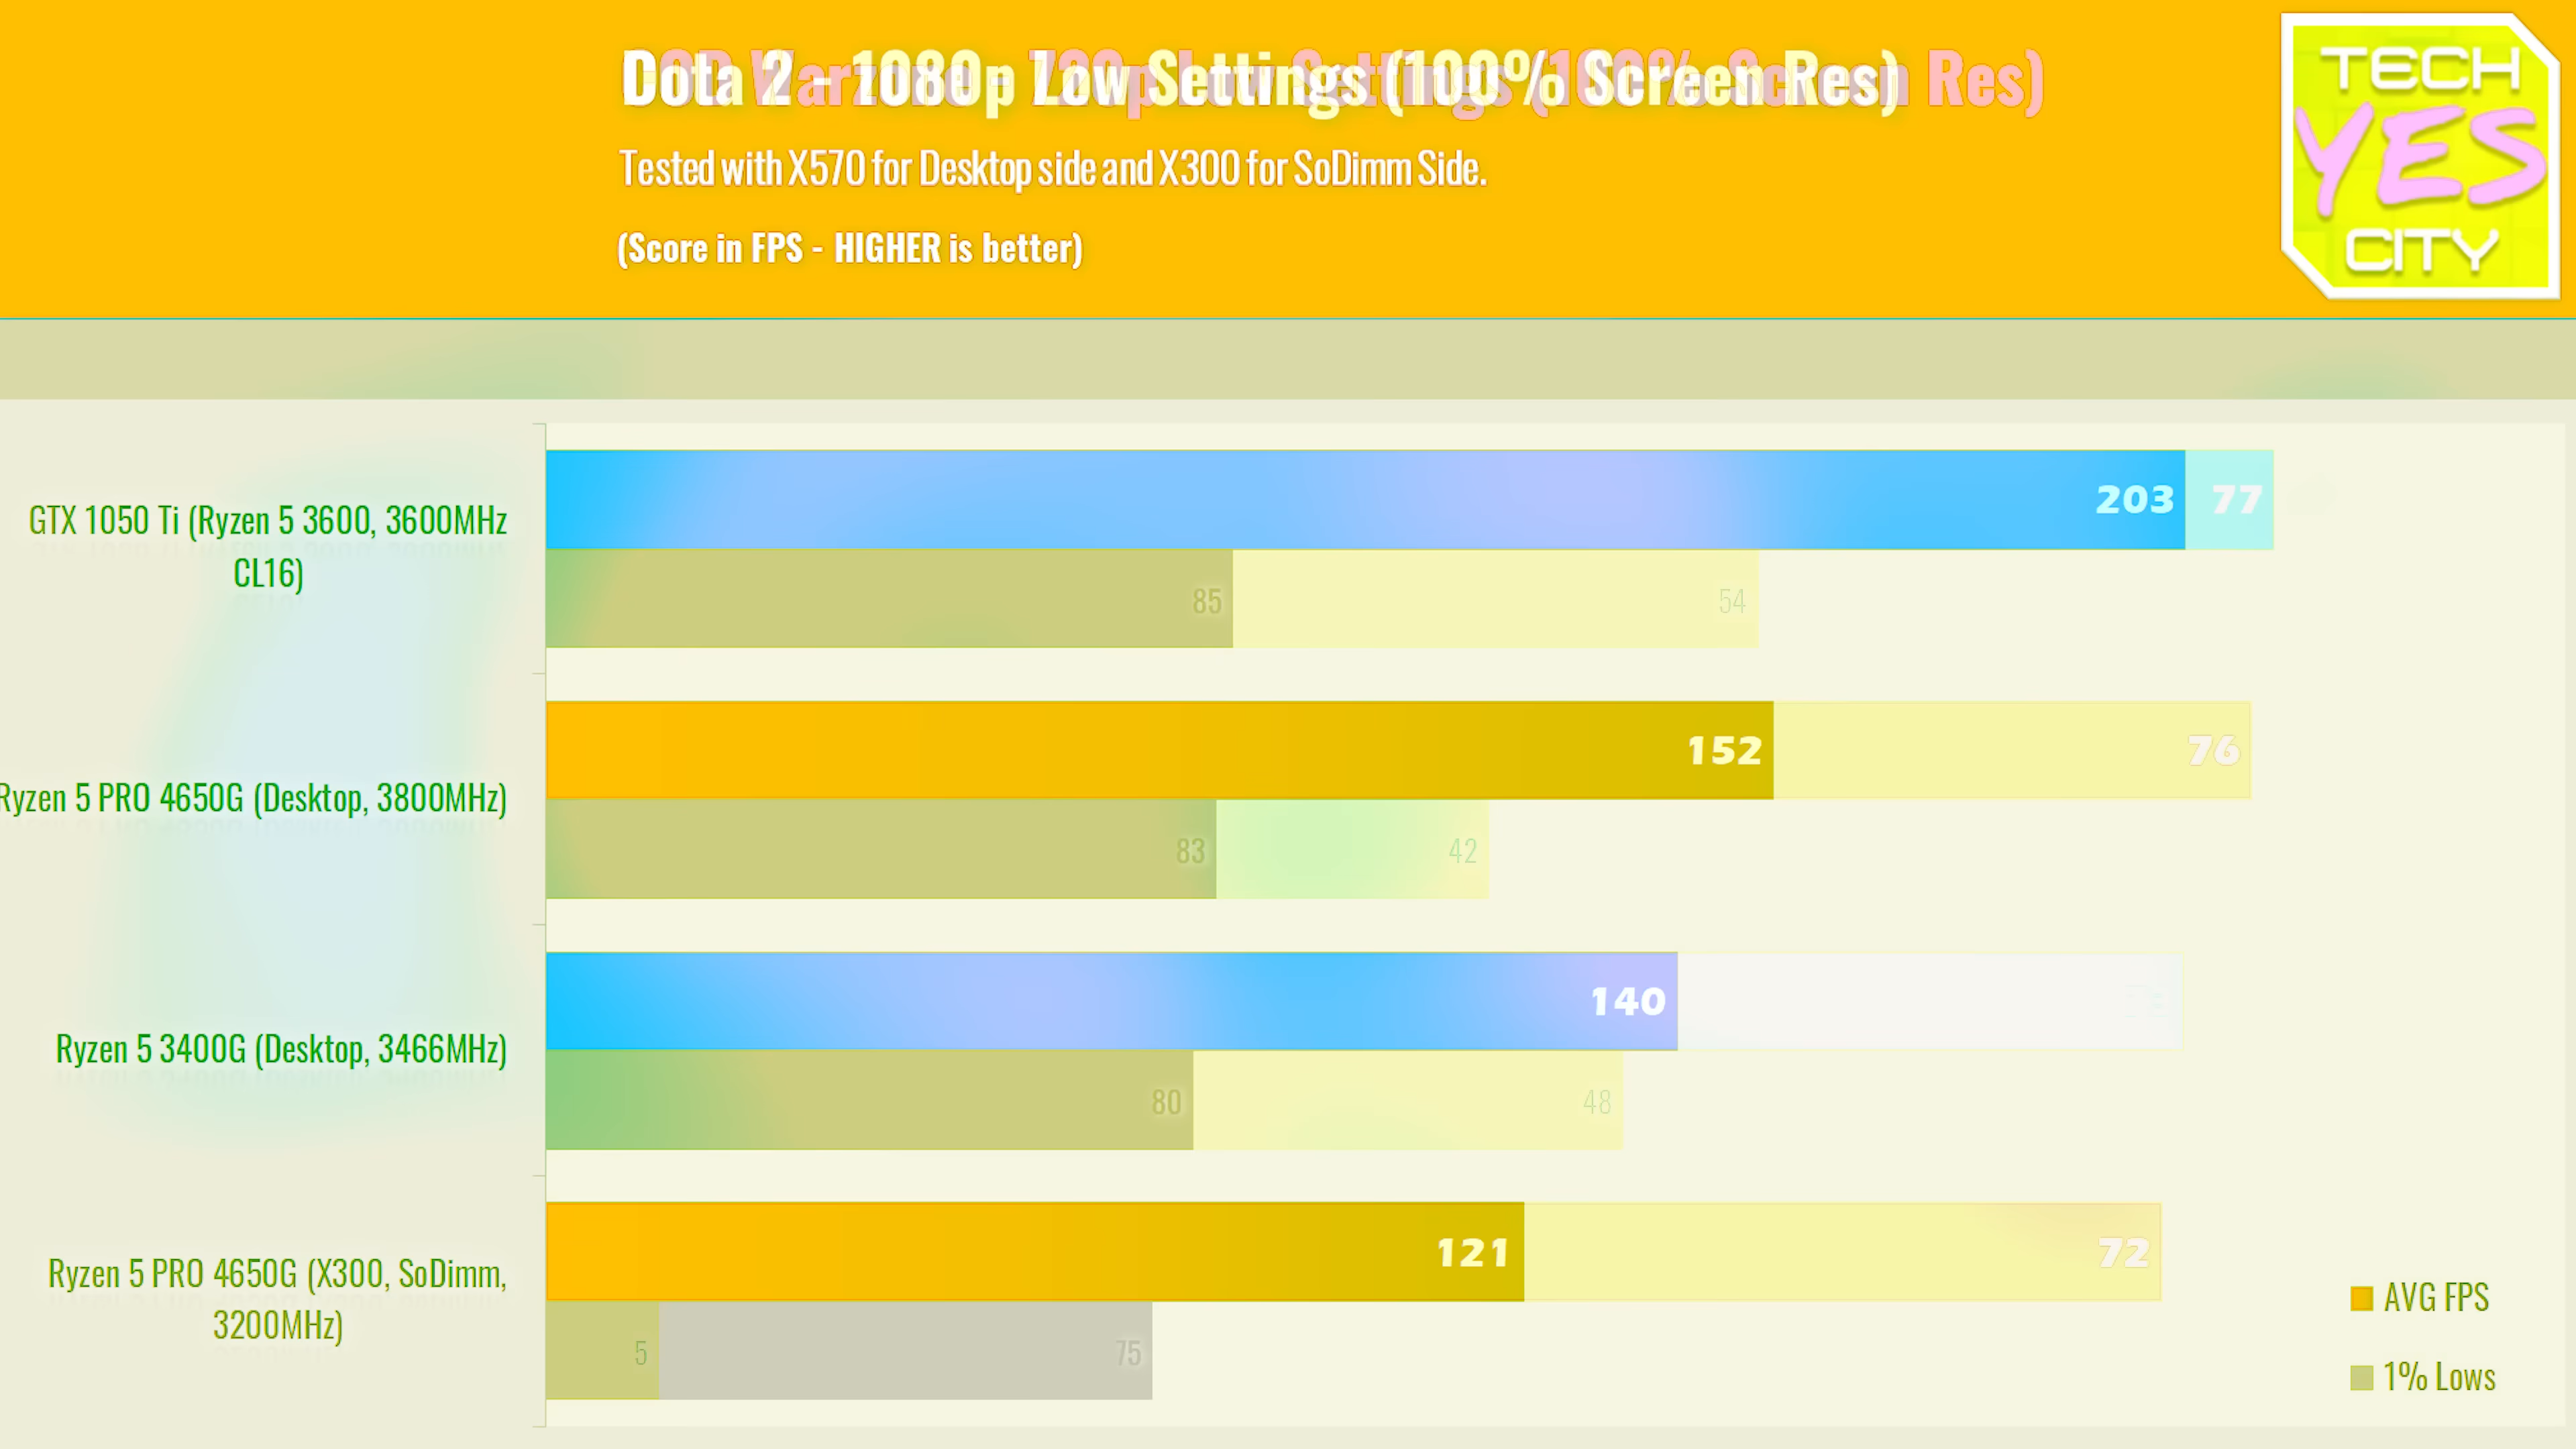 Dota 2 - 1080p Low Settings (100% Screen Res)
Tested with X570 for Desktop side and X300 for SoDimm Side.
(Score in FPS - HIGHER is better)
TECH
YES
CITY
GTX 1050 Ti (Ryzen 5 3600, 3600MHz
CL16)
203 77
85 54
Ryzen 5 PRO 4650G (Desktop, 3800MHz)
152 76
83 42
Ryzen 5 3400G (Desktop, 3466MHz)
140
80 48
Ryzen 5 PRO 4650G (X300, SoDimm,
3200MHz)
121 72
5 75
AVG FPS
1% Lows